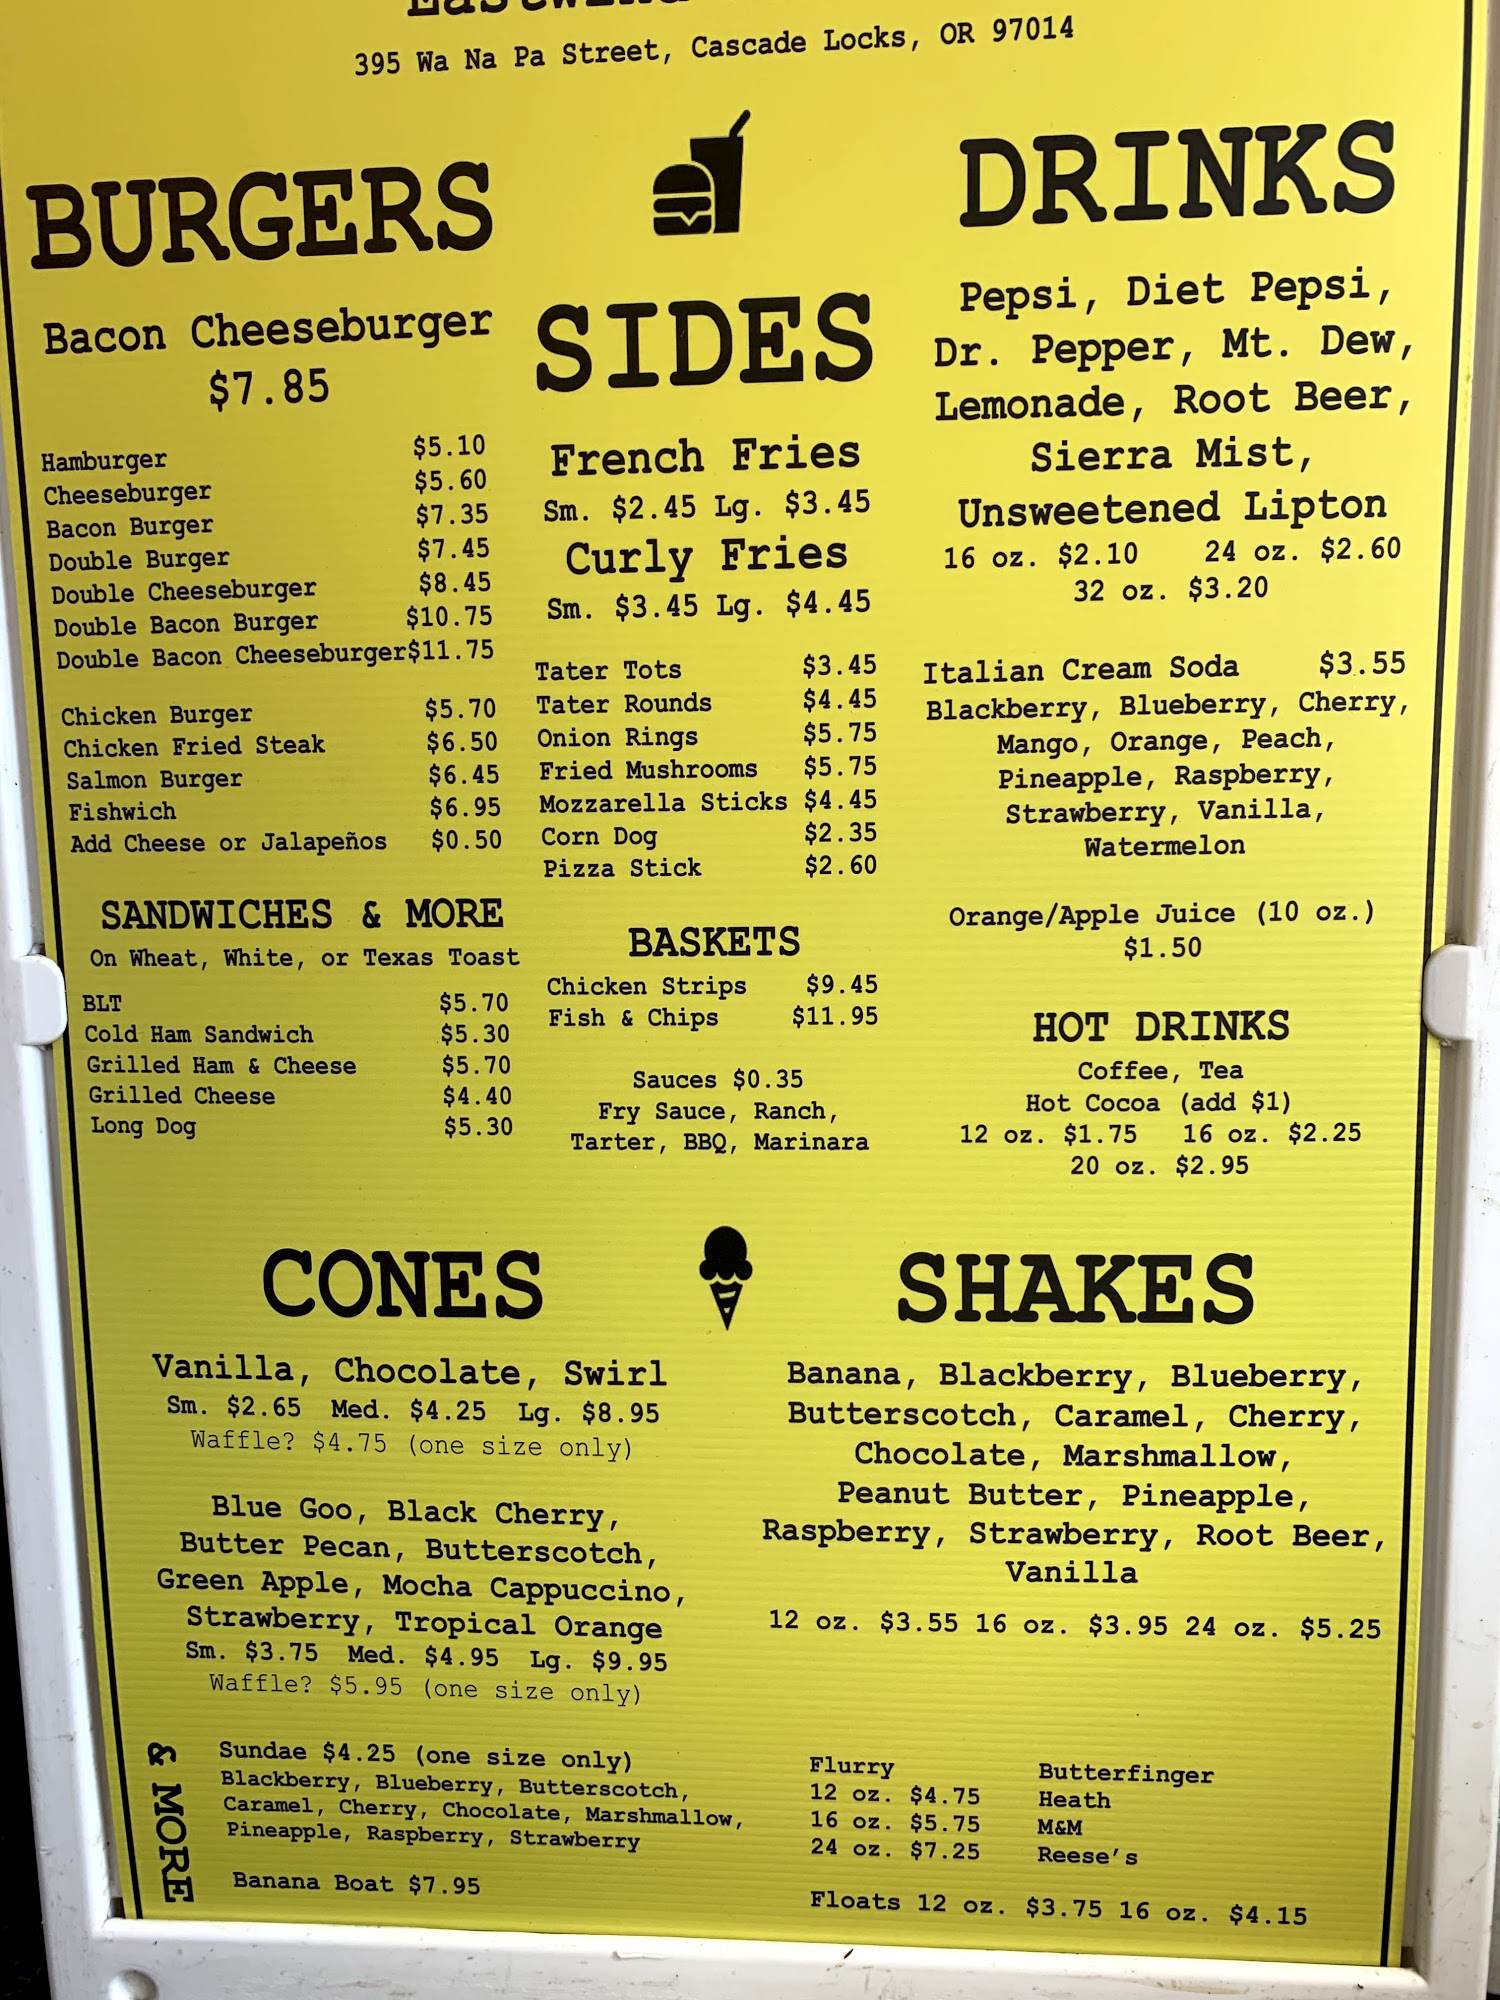 395 Wa Na Pa Street, Cascade Locks, OR 97014
BURGERS
Bacon Cheeseburger
$7.85
Hamburger $5.10
Cheeseburger $5.60
Bacon Burger $7.35
Double Burger $7.45
Double Cheeseburger $8.45
Double Bacon Burger $10.75
Double Bacon Cheeseburger$11.75
Chicken Burger $5.70
Chicken Fried Steak $6.50
Salmon Burger $6.45
Fishwich $6.95
Add Cheese or Jalapeños $0.50
SANDWICHES & MORE
On Wheat, White, or Texas Toast
BLT $5.70
Cold Ham Sandwich $5.30
Grilled Ham & Cheese $5.70
Grilled Cheese $4.40
Long Dog $5.30
SIDES
French Fries
Sm. $2.45 Lg. $3.45
Curly Fries
Sm. $3.45 Lg. $4.45
Tater Tots $3.45
Tater Rounds $4.45
Onion Rings $5.75
Fried Mushrooms $5.75
Mozzarella Sticks $4.45
Corn Dog $2.35
Pizza Stick $2.60
BASKETS
Chicken Strips $9.45
Fish & Chips $11.95
Sauces $0.35
Fry Sauce, Ranch,
Tarter, BBQ, Marinara
DRINKS
Pepsi, Diet Pepsi,
Dr. Pepper, Mt. Dew,
Lemonade, Root Beer,
Sierra Mist,
Unsweetened Lipton
16 oz. $2.10 24 oz. $2.60
32 oz. $3.20
Italian Cream Soda $3.55
Blackberry, Blueberry, Cherry,
Mango, Orange, Peach,
Pineapple, Raspberry,
Strawberry, Vanilla,
Watermelon
Orange/Apple Juice (10 oz.)
$1.50
HOT DRINKS
Coffee, Tea
Hot Cocoa (add $1)
12 oz. $1.75 16 oz. $2.25
20 oz. $2.95
CONES
Vanilla, Chocolate, Swirl
Sm. $2.65 Med. $4.25 Lg. $8.95
Waffle? $4.75 (one size only)
Blue Goo, Black Cherry,
Butter Pecan, Butterscotch,
Green Apple, Mocha Cappuccino,
Strawberry, Tropical Orange
Sm. $3.75 Med. $4.95 Lg. $9.95
Waffle? $5.95 (one size only)
SHAKES
Banana, Blackberry, Blueberry,
Butterscotch, Caramel, Cherry,
Chocolate, Marshmallow,
Peanut Butter, Pineapple,
Raspberry, Strawberry, Root Beer,
Vanilla
12 oz. $3.55 16 oz. $3.95 24 oz. $5.25
& MORE
Sundae $4.25 (one size only)
Blackberry, Blueberry, Butterscotch,
Caramel, Cherry, Chocolate, Marshmallow,
Pineapple, Raspberry, Strawberry
Banana Boat $7.95
Flurry
12 oz. $4.75
16 oz. $5.75
24 oz. $7.25
Butterfinger
Heath
M&M
Reese's
Floats 12 oz. $3.75 16 oz. $4.15